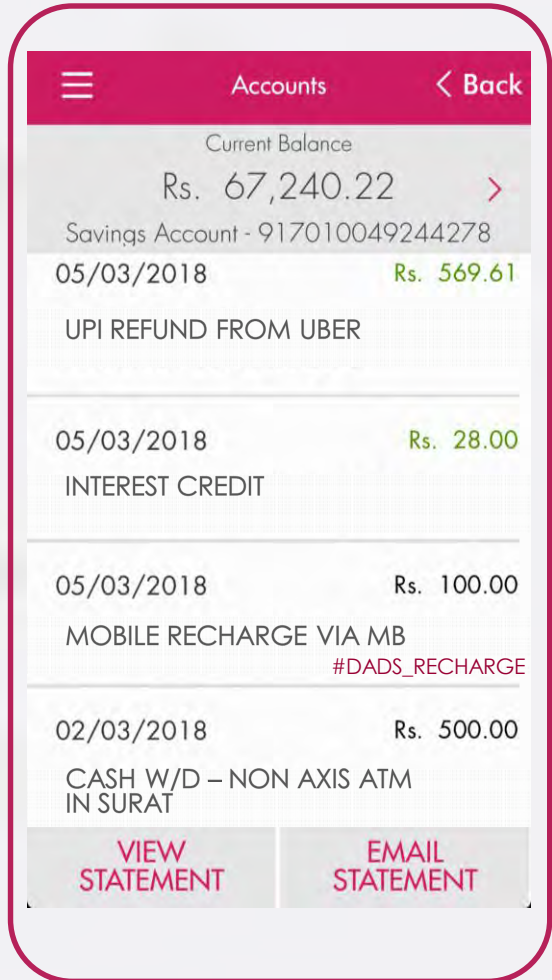 Accounts
< Back
Current Balance
Rs. 67,240.22 >
Savings Account - 917010049244278
05/03/2018 Rs. 569.61
UPI REFUND FROM UBER
05/03/2018 Rs. 28.00
INTEREST CREDIT
05/03/2018 Rs. 100.00
MOBILE RECHARGE VIA MB
#DADS_RECHARGE
02/03/2018 Rs. 500.00
CASH W/D – NON AXIS ATM
IN SURAT
VIEW
STATEMENT
EMAIL
STATEMENT